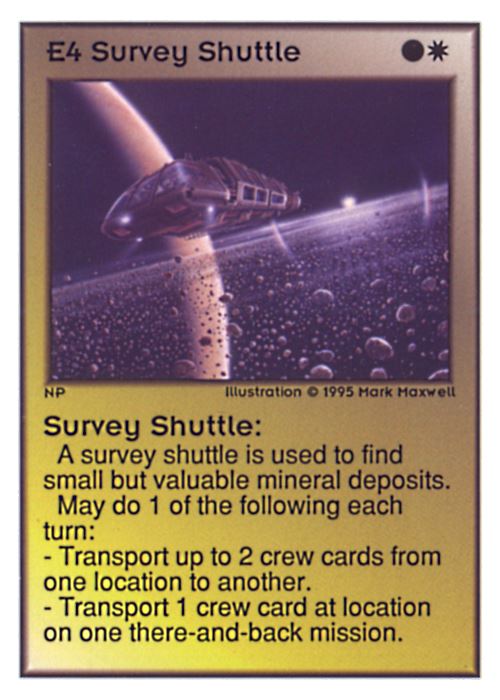 E4 Survey Shuttle
NP
Illustration © 1995 Mark Maxwell
Survey Shuttle:
A survey shuttle is used to find
small but valuable mineral deposits.
May do 1 of the following each
turn:
- Transport up to 2 crew cards from
one location to another.
- Transport 1 crew card at location
on one there-and-back mission.